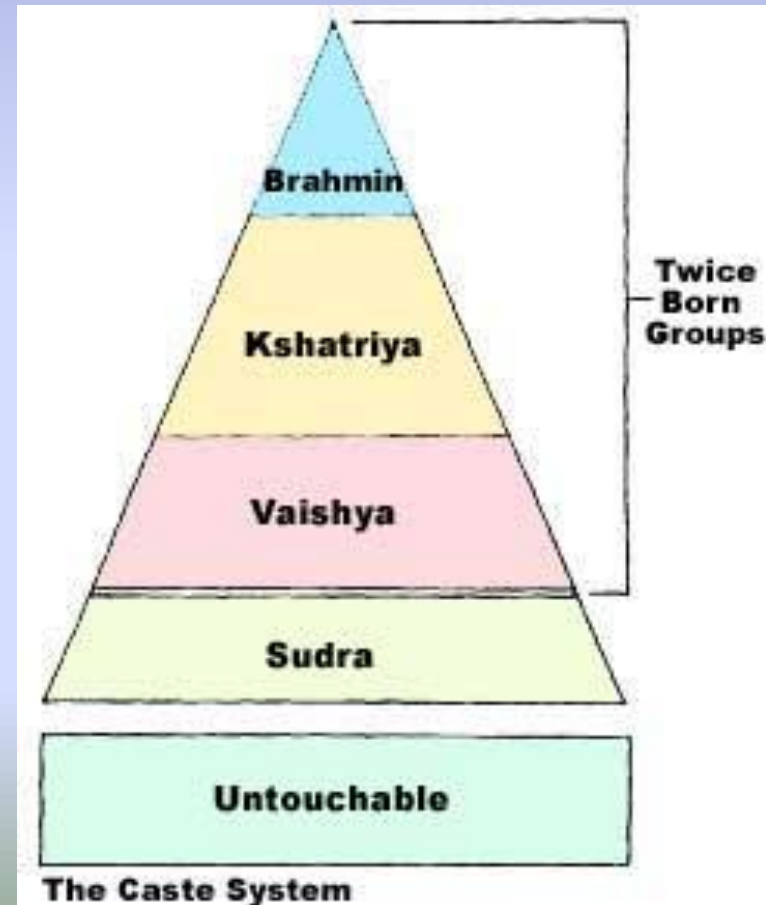 Brahmin
Twice
Born
Groups
Kshatriya
Vaishya
Sudra
Untouchable
The Caste System